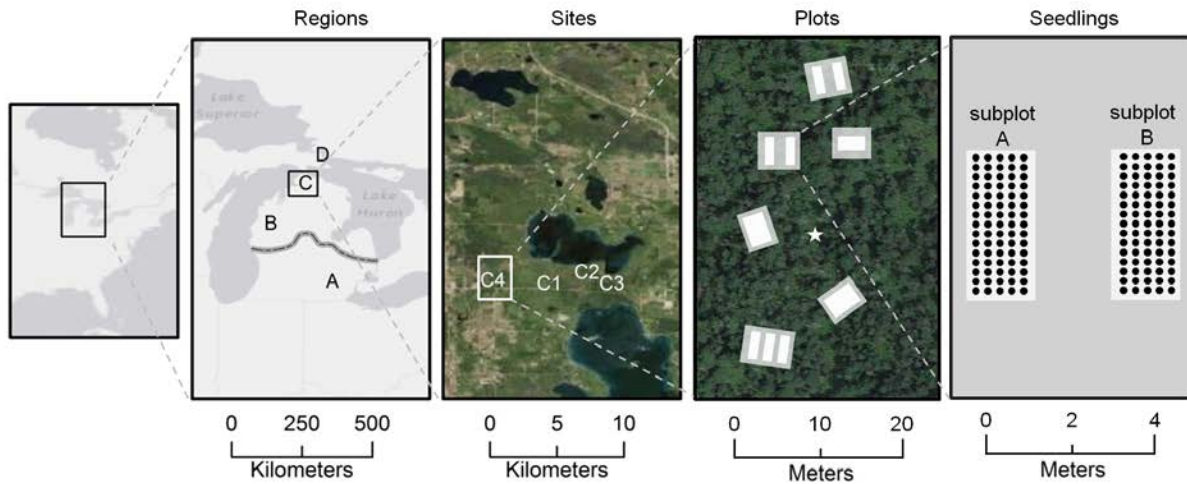 Regions
Sites
Plots
Seedlings
Lake
Superior
D
C
Lake
Huron
B
A
C4
C1
C2
C3
subplot
A
subplot
B
0 250 500
Kilometers
0 5 10
Kilometers
0 10 20
Meters
0 2 4
Meters